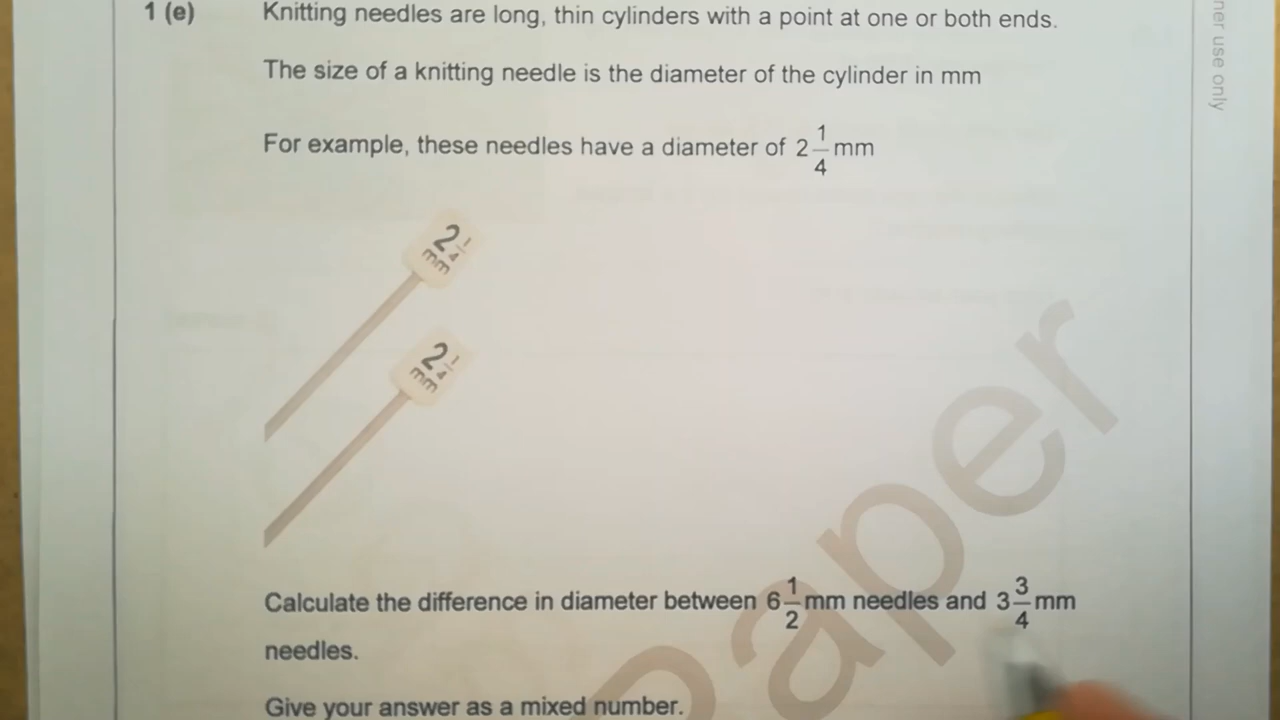 1 (e) Knitting needles are long, thin cylinders with a point at one or both ends.
The size of a knitting needle is the diameter of the cylinder in mm
For example, these needles have a diameter of 2 1/4 mm
2 1/4
mm
2 1/4
mm
Calculate the difference in diameter between 6 1/2 mm needles and 3 3/4 mm
needles.
Give your answer as a mixed number.
Paper
ner use only